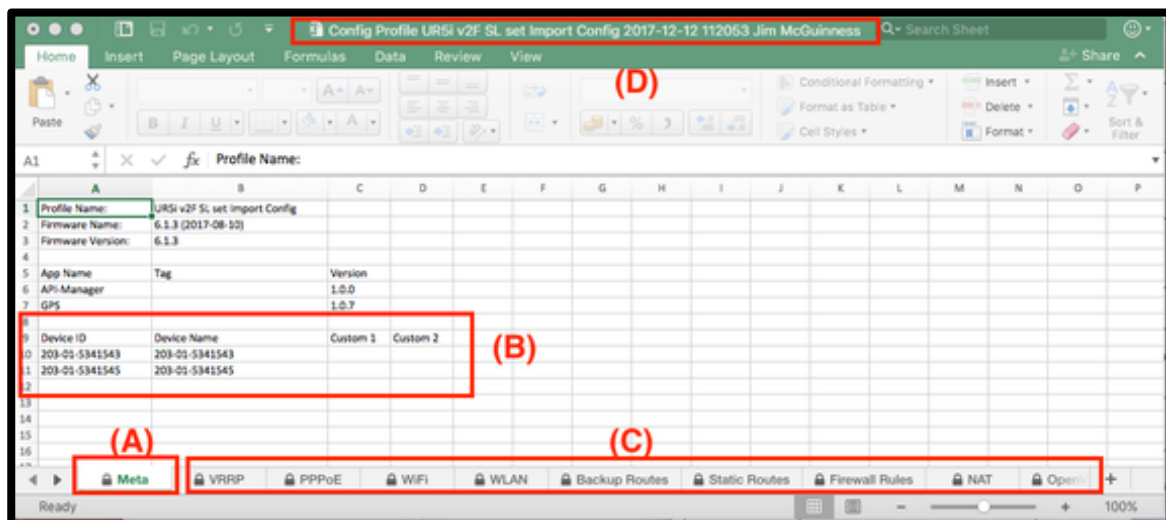 Config Profile UR5i v2F SL set Import Config 2017-12-12 112053 Jim McGuinness
Search Sheet
Home Insert Page Layout Formulas Data Review View
Share
(D)
Paste
B I U
A
% )
Conditional Formatting
Format as Table
Cell Styles
Insert
Delete
Format
Sort & Filter
A1 fx Profile Name:
A B C D E F G H I J K L M N O P
1 Profile Name: UR5i v2F SL set Import Config
2 Firmware Name: 6.1.3 (2017-08-10)
3 Firmware Version: 6.1.3
4
5 App Name Tag Version
6 API-Manager 1.0.0
7 GPS 1.0.7
8
9 Device ID Device Name Custom 1 Custom 2
10 203-01-5341543 203-01-5341543
11 203-01-5341545 203-01-5341545
(B)
12
13
14
15
16
(A) (C)
Meta VRRP PPPoE WiFi WLAN Backup Routes Static Routes Firewall Rules NAT
Ready 100%